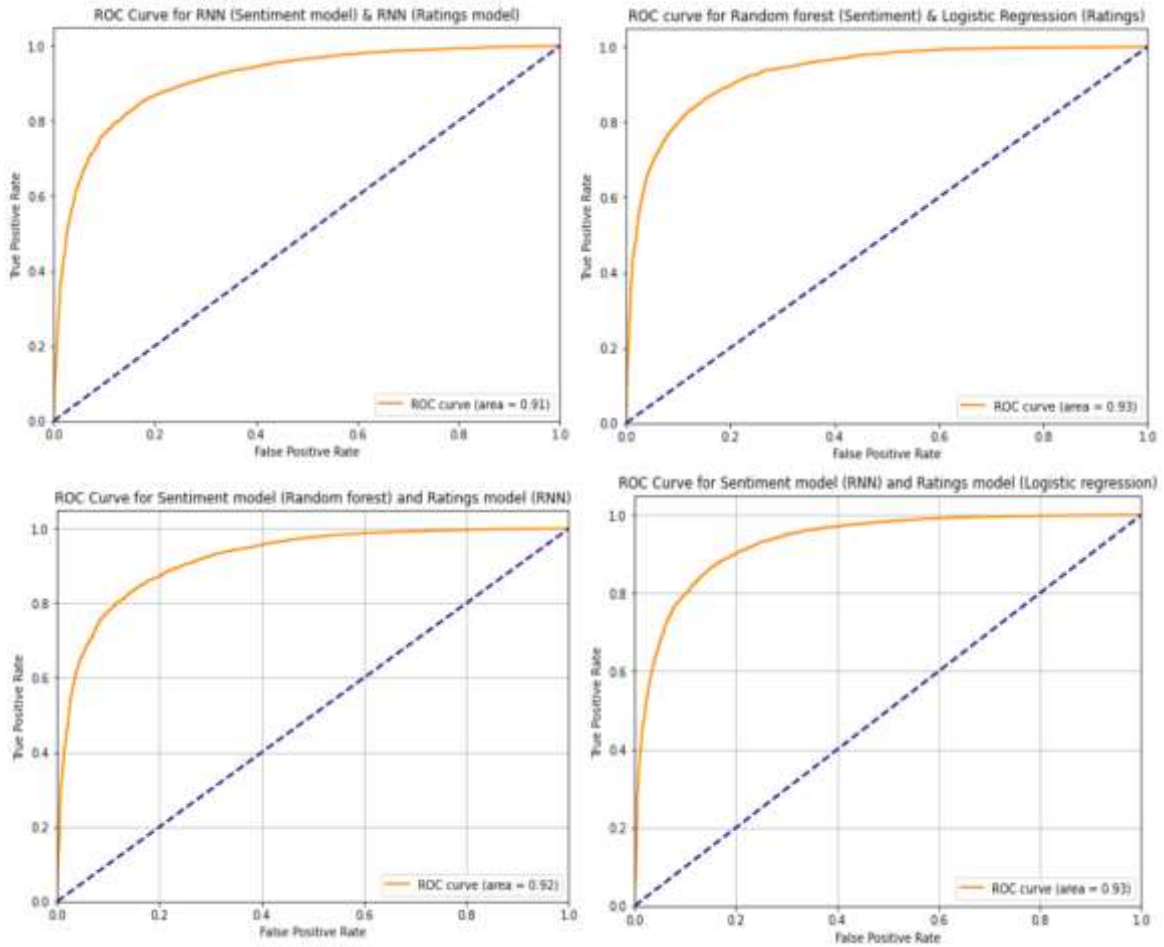 ROC Curve for RNN (Sentiment model) & RNN (Ratings model)
1.0
0.8
0.6
0.4
0.2
0.0
True Positive Rate
ROC curve (area = 0.91)
0.0 0.2 0.4 0.6 0.8 1.0
False Positive Rate
ROC curve for Random forest (Sentiment) & Logistic Regression (Ratings)
1.0
0.8
0.6
0.4
0.2
0.0
True Positive Rate
ROC curve (area = 0.93)
0.0 0.2 0.4 0.6 0.8 1.0
False Positive Rate
ROC Curve for Sentiment model (Random forest) and Ratings model (RNN)
1.0
0.8
0.6
0.4
0.2
0.0
True Positive Rate
ROC curve (area = 0.92)
0.0 0.2 0.4 0.6 0.8 1.0
False Positive Rate
ROC Curve for Sentiment model (RNN) and Ratings model (Logistic regression)
1.0
0.8
0.6
0.4
0.2
0.0
True Positive Rate
ROC curve (area = 0.93)
0.0 0.2 0.4 0.6 0.8 1.0
False Positive Rate